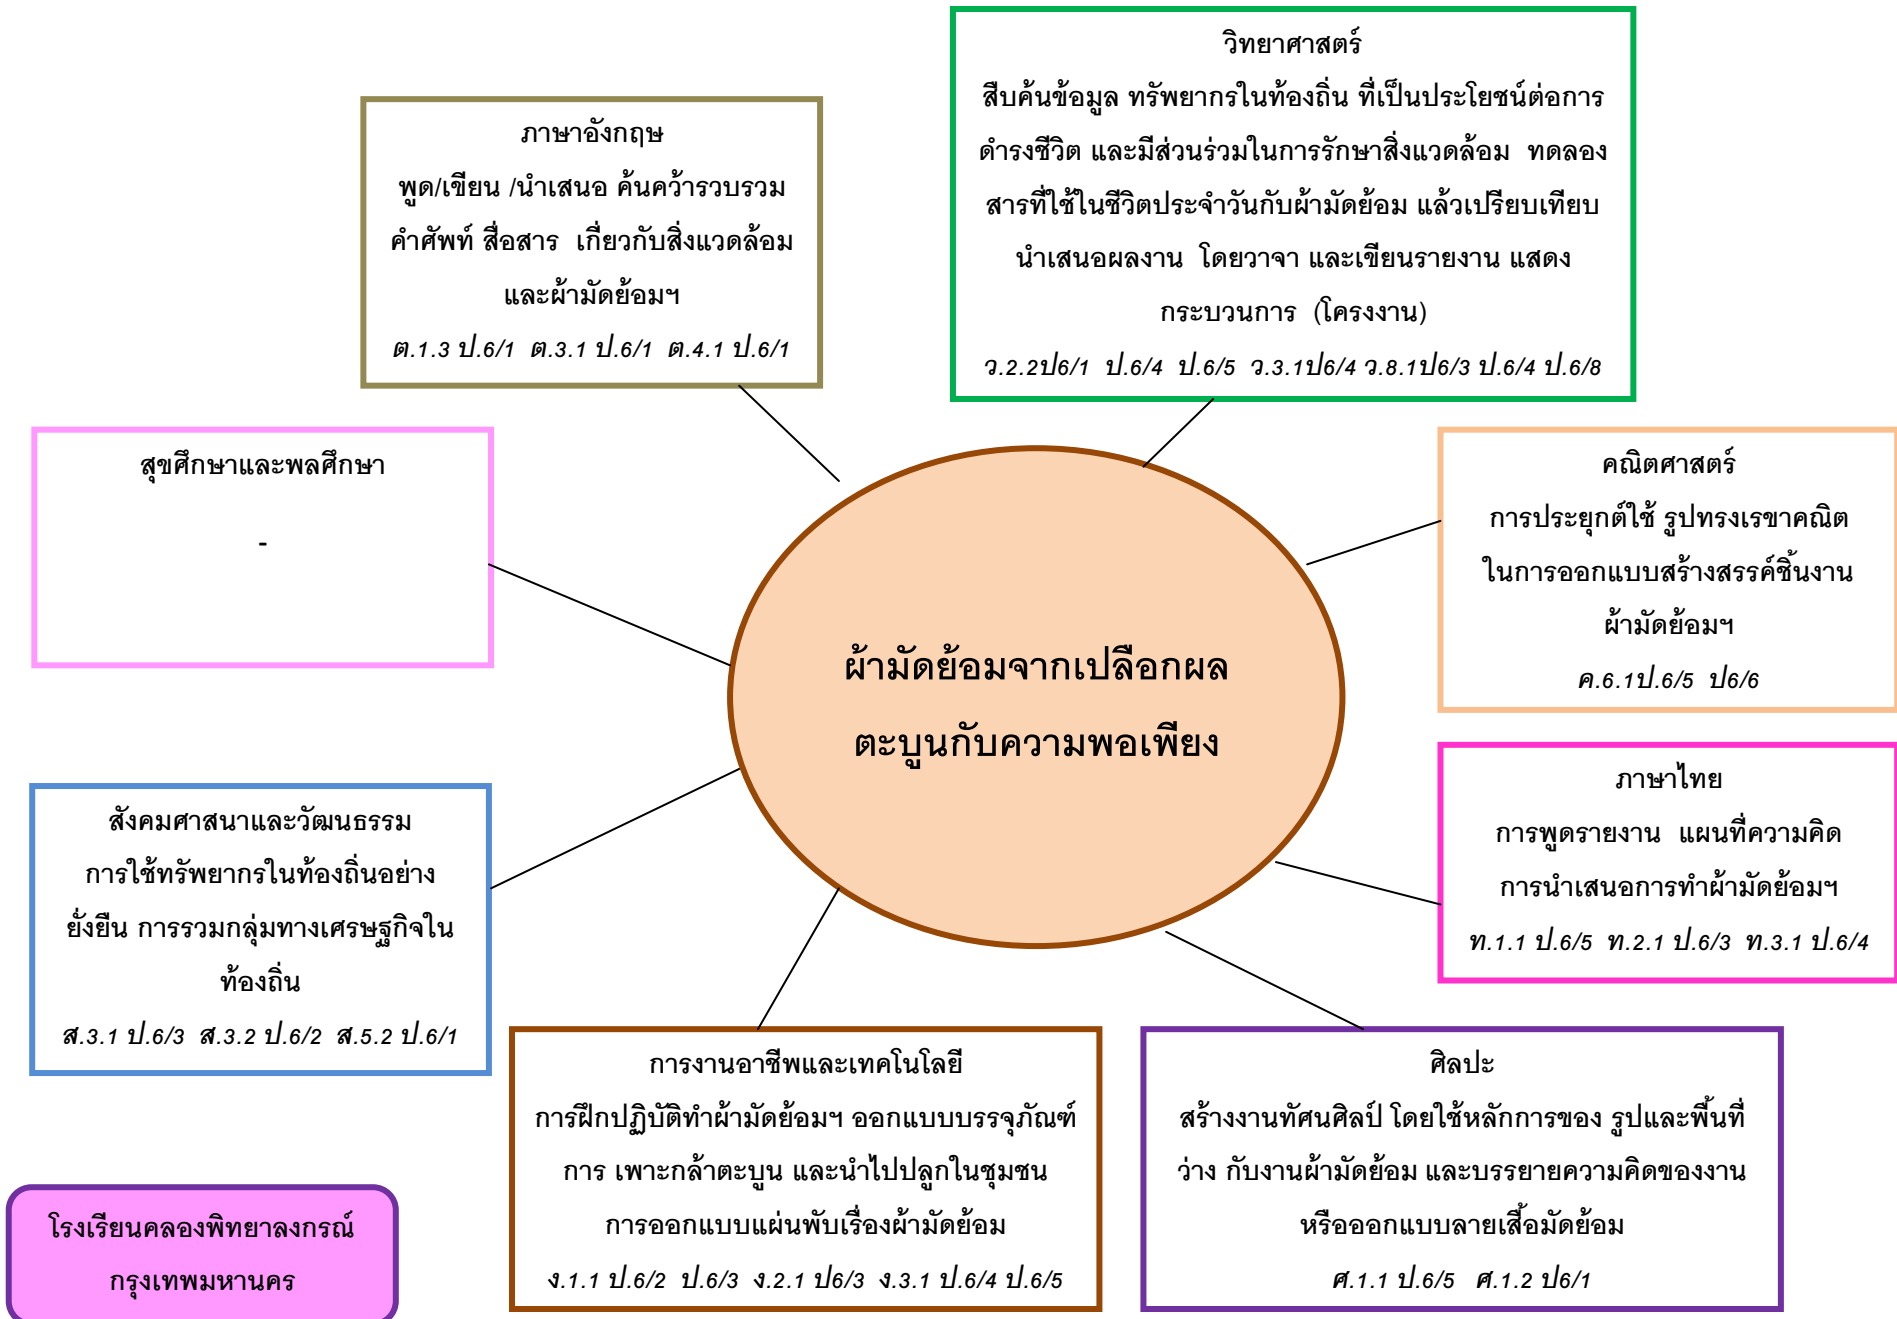 วิทยาศาสตร์
สืบค้นข้อมูล ทรัพยากรในท้องถิ่น ที่เป็นประโยชน์ต่อการ
ดำรงชีวิต และมีส่วนร่วมในการรักษาสิ่งแวดล้อม ทดลอง
สารที่ใช้ในชีวิตประจำวันกับผ้ามัดย้อม แล้วเปรียบเทียบ
นำเสนอผลงาน โดยวาจา และเขียนรายงาน แสดง
กระบวนการ (โครงงาน)
ว.2.2ป6/1 ป.6/4 ป.6/5 ว.3.1ป6/4 ว.8.1ป6/3 ป.6/4 ป.6/8
ภาษาอังกฤษ
พูด/เขียน /นำเสนอ ค้นคว้ารวบรวม
คำศัพท์ สื่อสาร เกี่ยวกับสิ่งแวดล้อม
และผ้ามัดย้อมฯ
ต.1.3 ป.6/1 ต.3.1 ป.6/1 ต.4.1 ป.6/1
สุขศึกษาและพลศึกษา
-
คณิตศาสตร์
การประยุกต์ใช้ รูปทรงเรขาคณิต
ในการออกแบบสร้างสรรค์ชิ้นงาน
ผ้ามัดย้อมฯ
ค.6.1ป.6/5 ป6/6
ผ้ามัดย้อมจากเปลือกผล
ตะบูนกับความพอเพียง
ภาษาไทย
การพูดรายงาน แผนที่ความคิด
การนำเสนอการทำผ้ามัดย้อมฯ
ท.1.1 ป.6/5 ท.2.1 ป.6/3 ท.3.1 ป.6/4
สังคมศาสนาและวัฒนธรรม
การใช้ทรัพยากรในท้องถิ่นอย่าง
ยั่งยืน การรวมกลุ่มทางเศรษฐกิจใน
ท้องถิ่น
ส.3.1 ป.6/3 ส.3.2 ป.6/2 ส.5.2 ป.6/1
การงานอาชีพและเทคโนโลยี
การฝึกปฏิบัติทำผ้ามัดย้อมฯ ออกแบบบรรจุภัณฑ์
การ เพาะกล้าตะบูน และนำไปปลูกในชุมชน
การออกแบบแผ่นพับเรื่องผ้ามัดย้อม
ง.1.1 ป.6/2 ป.6/3 ง.2.1 ป6/3 ง.3.1 ป.6/4 ป.6/5
ศิลปะ
สร้างงานทัศนศิลป์ โดยใช้หลักการของ รูปและพื้นที่
ว่าง กับงานผ้ามัดย้อม และบรรยายความคิดของงาน
หรือออกแบบลายเสื้อมัดย้อม
ศ.1.1 ป.6/5 ศ.1.2 ป6/1
โรงเรียนคลองพิทยาลงกรณ์
กรุงเทพมหานคร